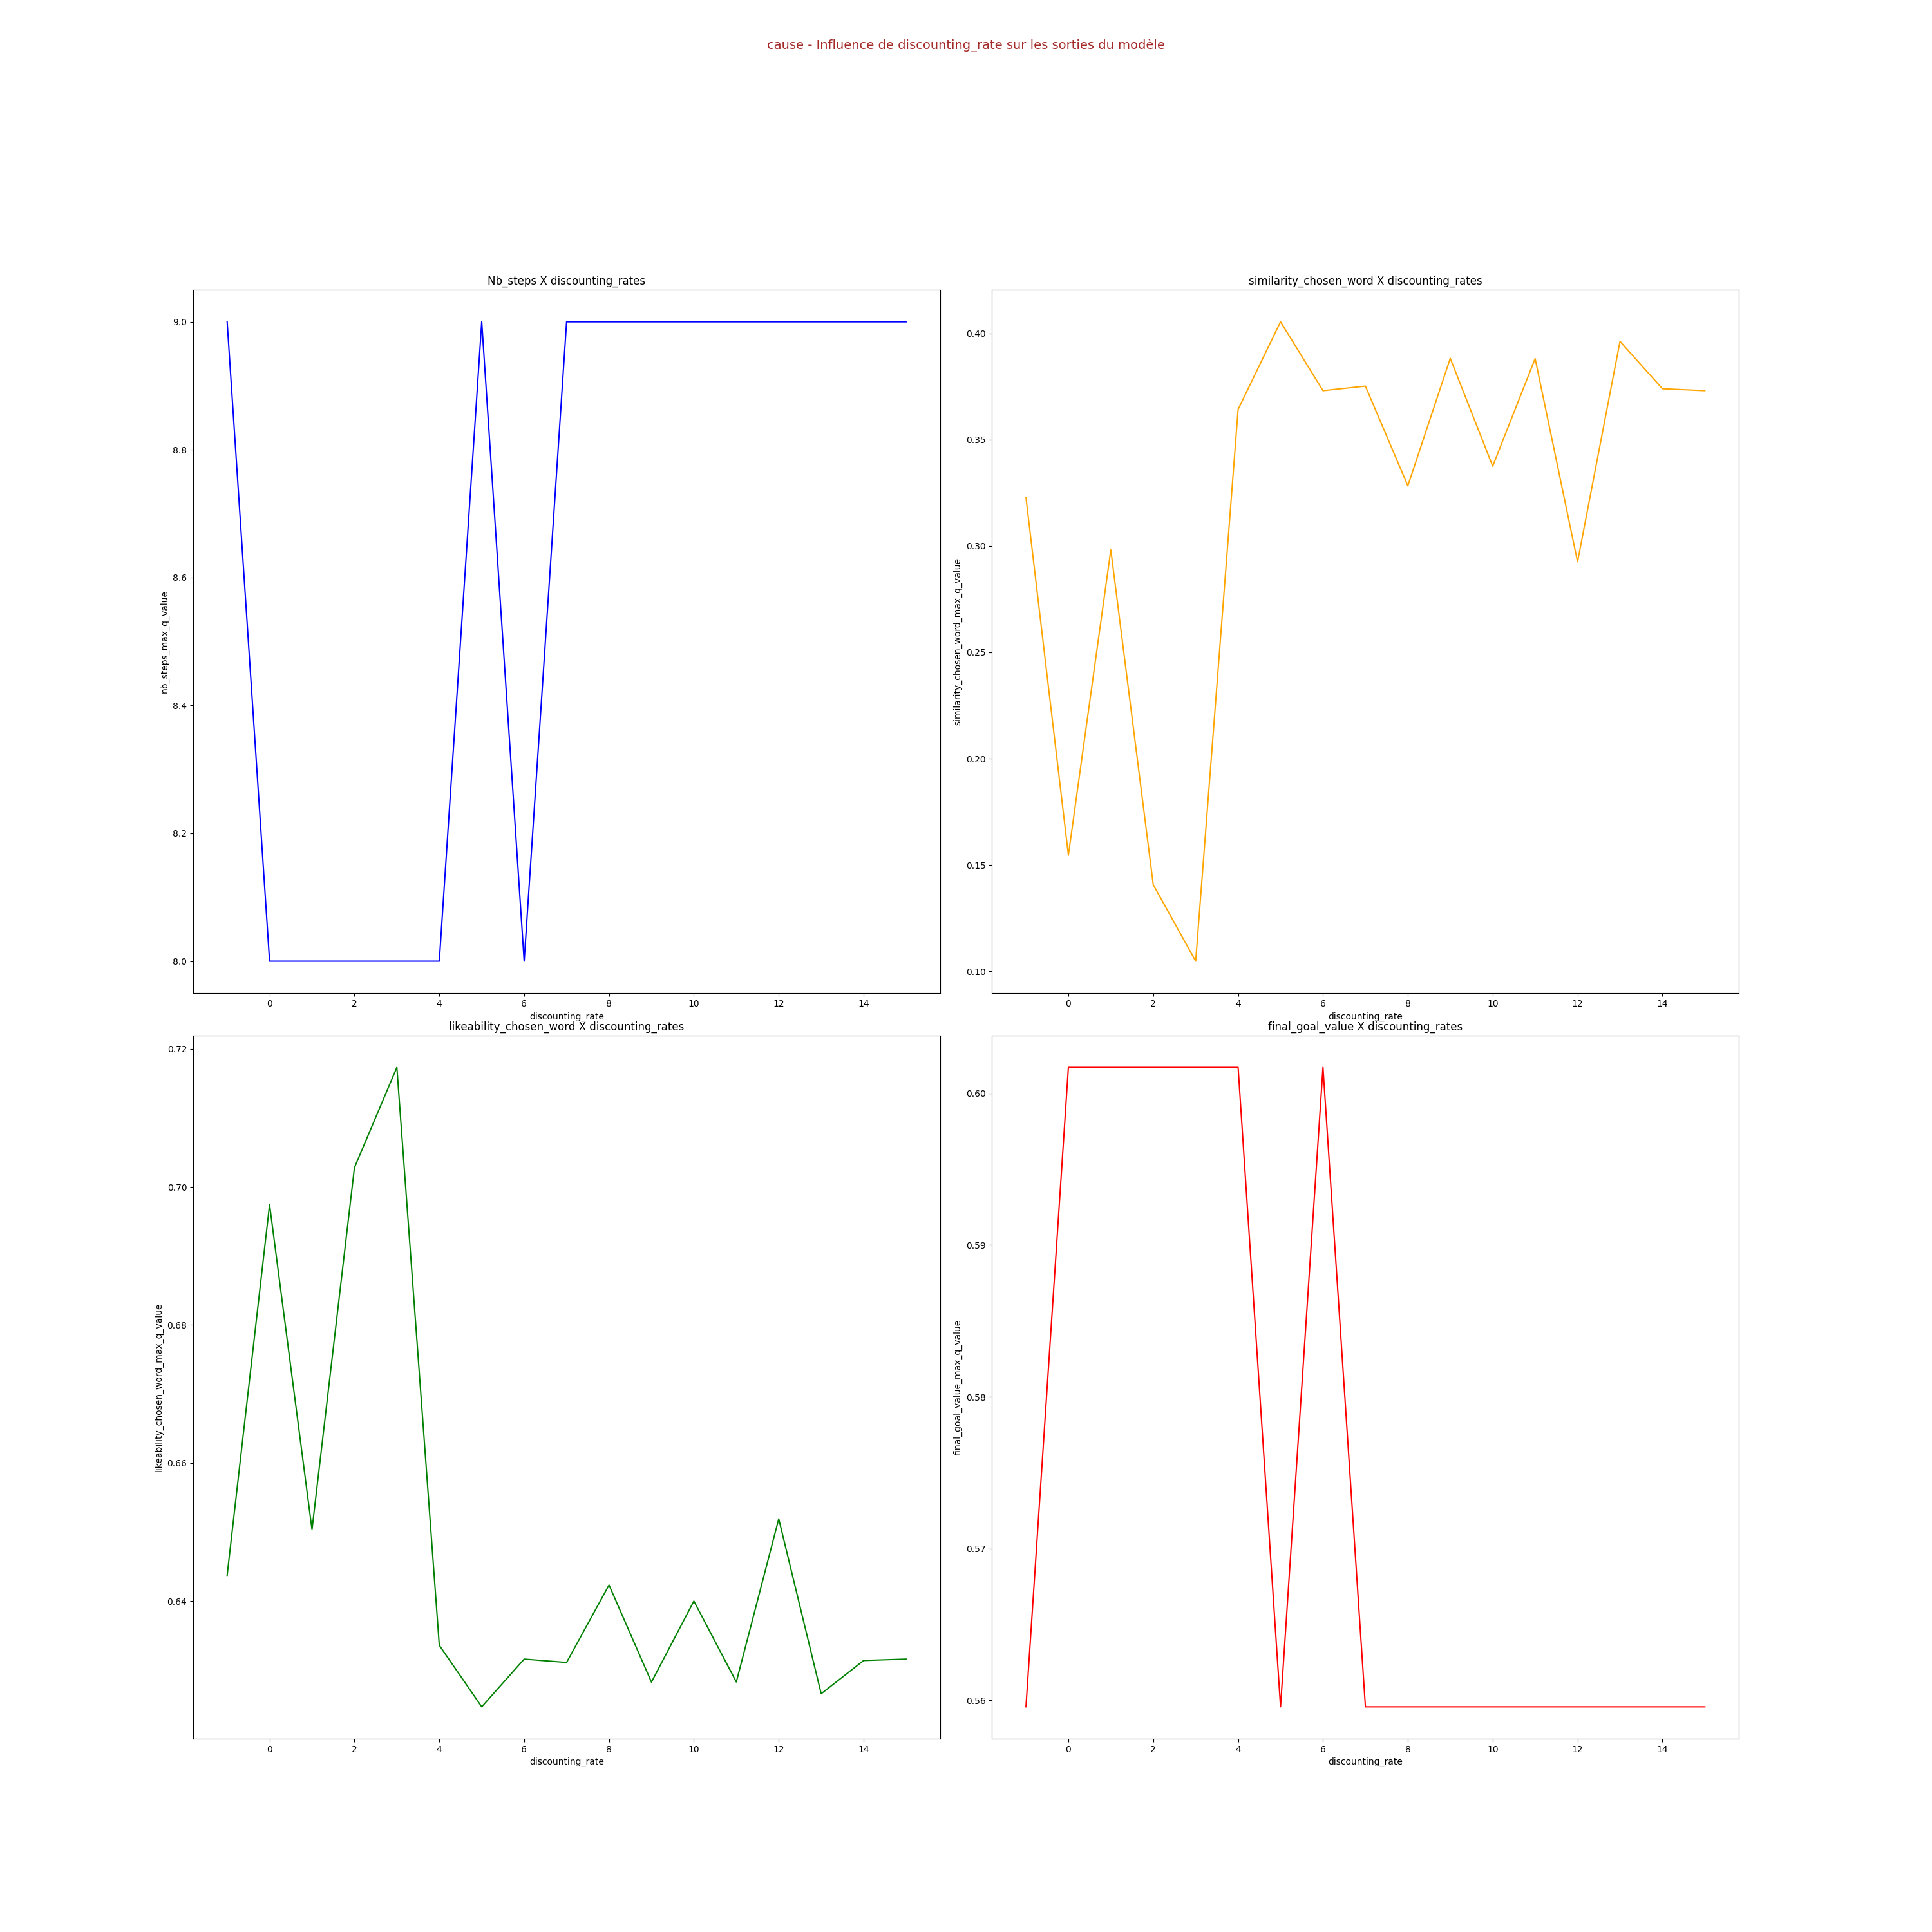 cause - Influence de discounting_rate sur les sorties du modèle
Nb_steps X discounting_rates
nb_steps_max_q_value
9.0
8.8
8.6
8.4
8.2
8.0
0 2 4 6 8 10 12 14
discounting_rate
similarity_chosen_word X discounting_rates
similarity_chosen_word_max_q_value
0.40
0.35
0.30
0.25
0.20
0.15
0.10
0 2 4 6 8 10 12 14
discounting_rate
likeability_chosen_word X discounting_rates
likeability_chosen_word_max_q_value
0.72
0.70
0.68
0.66
0.64
0 2 4 6 8 10 12 14
discounting_rate
final_goal_value X discounting_rates
final_goal_value_max_q_value
0.60
0.59
0.58
0.57
0.56
0 2 4 6 8 10 12 14
discounting_rate